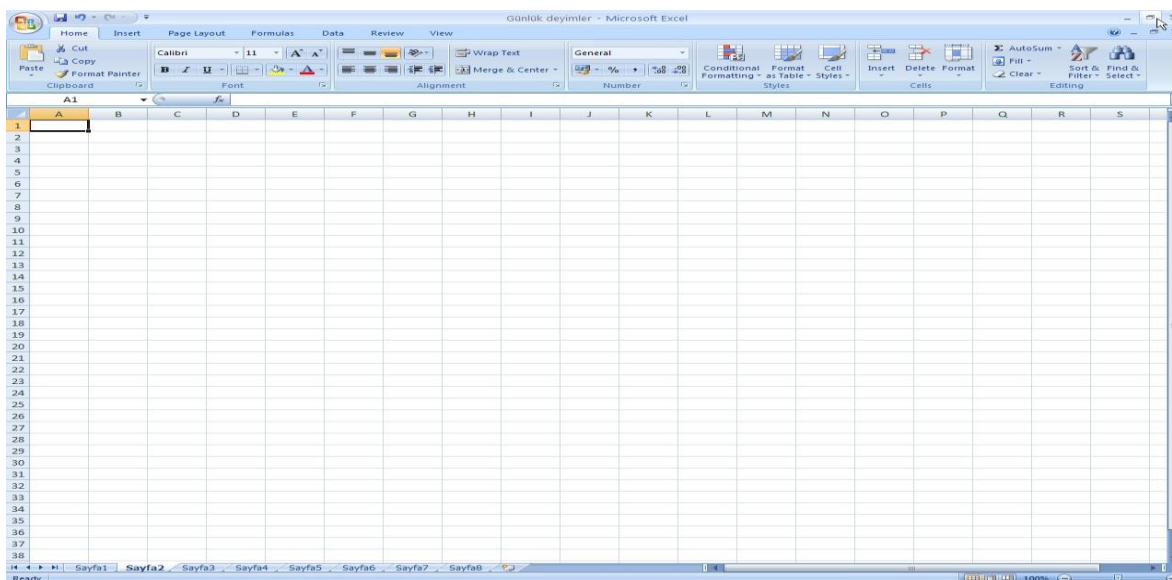 Günlük deyimler - Microsoft Excel
Home Insert Page Layout Formulas Data Review View
Paste
Cut
Copy
Format Painter
Clipboard
Calibri 11 A A
B I U A
Font
Wrap Text
Merge & Center
Alignment
General
% , .00 .00
Number
Conditional Formatting
Format as Table
Cell Styles
Styles
Insert Delete Format
Cells
Σ AutoSum
Fill
Clear
Sort & Filter
Find & Select
Editing
A1 fx
A B C D E F G H I J K L M N O P Q R S
1
2
3
4
5
6
7
8
9
10
11
12
13
14
15
16
17
18
19
20
21
22
23
24
25
26
27
28
29
30
31
32
33
34
35
36
37
38
Sayfa1 Sayfa2 Sayfa3 Sayfa4 Sayfa5 Sayfa6 Sayfa7 Sayfa8
Ready 100%